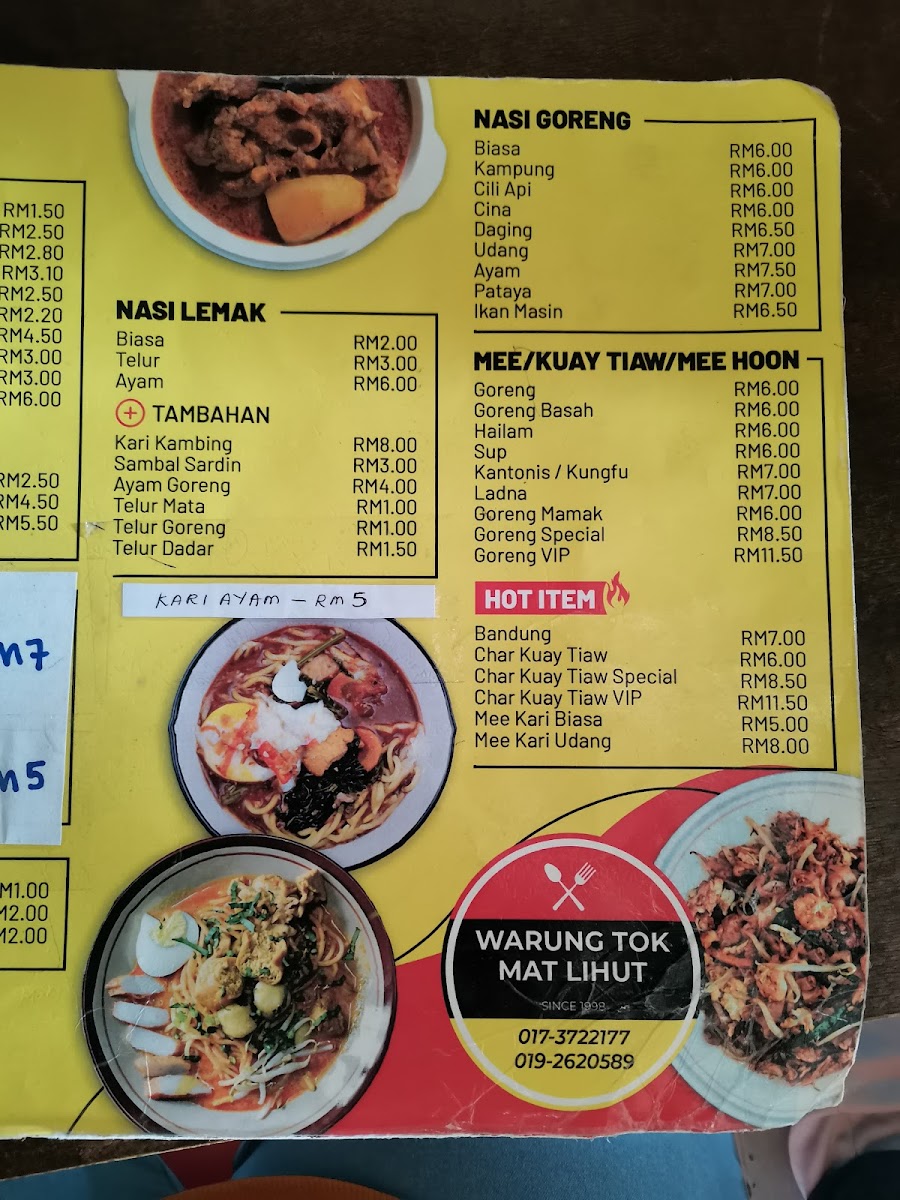 RM1.50
RM2.50
RM2.80
RM3.10
RM2.50
RM2.20
RM4.50
RM3.00
RM3.00
RM6.00
RM2.50
RM4.50
RM5.50
M1.00
M2.00
M2.00
NASI LEMAK
Biasa RM2.00
Telur RM3.00
Ayam RM6.00
+ TAMBAHAN
Kari Kambing RM8.00
Sambal Sardin RM3.00
Ayam Goreng RM4.00
Telur Mata RM1.00
Telur Goreng RM1.00
Telur Dadar RM1.50
KARI AYAM - RM 5
NASI GORENG
Biasa RM6.00
Kampung RM6.00
Cili Api RM6.00
Cina RM6.00
Daging RM6.50
Udang RM7.00
Ayam RM7.50
Pataya RM7.00
Ikan Masin RM6.50
MEE/KUAY TIAW/MEE HOON
Goreng RM6.00
Goreng Basah RM6.00
Hailam RM6.00
Sup RM6.00
Kantonis / Kungfu RM7.00
Ladna RM7.00
Goreng Mamak RM6.00
Goreng Special RM8.50
Goreng VIP RM11.50
HOT ITEM
Bandung RM7.00
Char Kuay Tiaw RM6.00
Char Kuay Tiaw Special RM8.50
Char Kuay Tiaw VIP RM11.50
Mee Kari Biasa RM5.00
Mee Kari Udang RM8.00
WARUNG TOK
MAT LIHUT
SINCE 1998
017-3722177
019-2620589